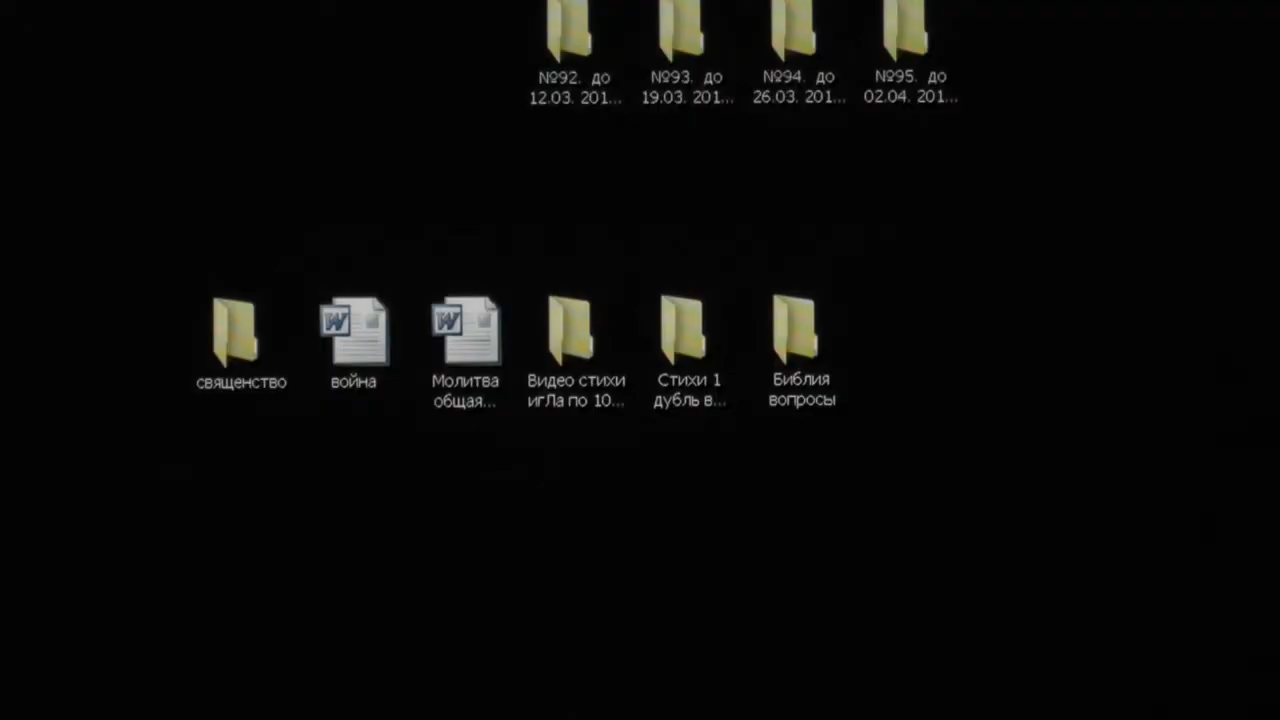 №92. до
12.03. 201...
№93. до
19.03. 201...
№94. до
26.03. 201...
№95. до
02.04. 201...
священство
война
Молитва
общая...
Видео стихи
игЛа по 10...
Стихи 1
дубль в...
Библия
вопросы